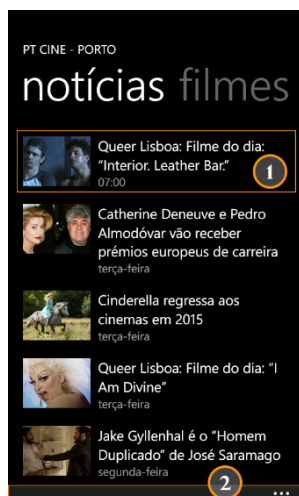 PT CINE - PORTO
notícias filmes
Queer Lisboa: Filme do dia:
“Interior. Leather Bar.”
07:00
1
Catherine Deneuve e Pedro
Almodóvar vão receber
prémios europeus de carreira
terça-feira
Cinderella regressa aos
cinemas em 2015
terça-feira
Queer Lisboa: Filme do dia: “I
Am Divine”
terça-feira
Jake Gyllenhal é o “Homem
Duplicado” de José Saramago
segunda-feira
2
...